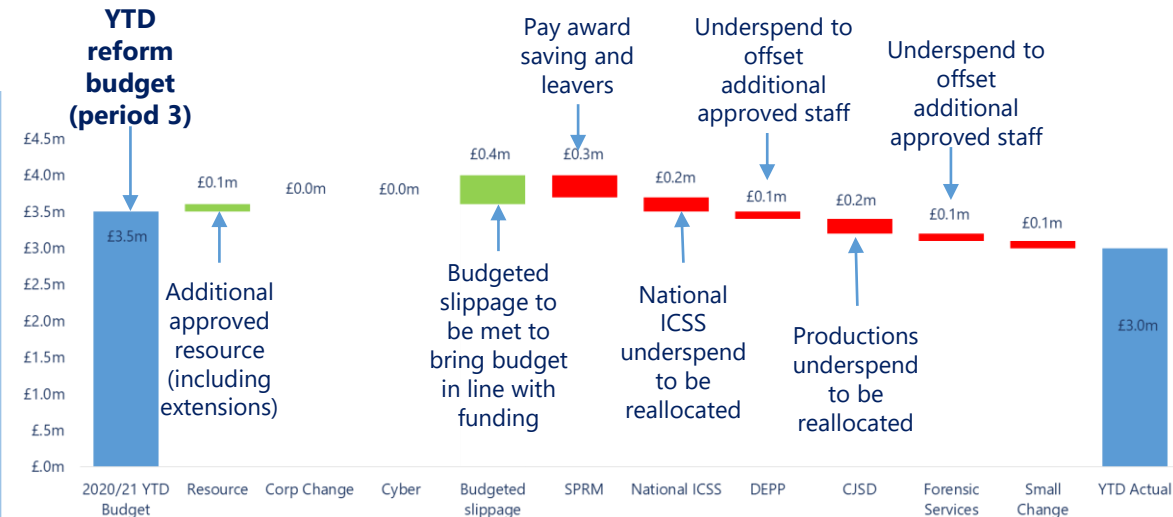 YTD
reform
budget
(period 3)
Pay award
saving and
leavers
Underspend to
offset
additional
approved staff
Underspend to
offset
additional
approved staff
£4.5m
£4.0m
£3.5m
£3.0m
£2.5m
£2.0m
£1.5m
£1.0m
£.5m
£.0m
£3.5m
£0.1m
£0.0m
£0.0m
£0.4m
£0.3m
£0.2m
£0.1m
£0.2m
£0.1m
£0.1m
£3.0m
Additional
approved
resource
(including
extensions)
Budgeted
slippage to
be met to
bring budget
in line with
funding
National
ICSS
underspend
to be
reallocated
Productions
underspend
to be
reallocated
2020/21 YTD
Budget
Resource
Corp Change
Cyber
Budgeted
slippage
SPRM
National ICSS
DEPP
CJSD
Forensic
Services
Small
Change
YTD Actual